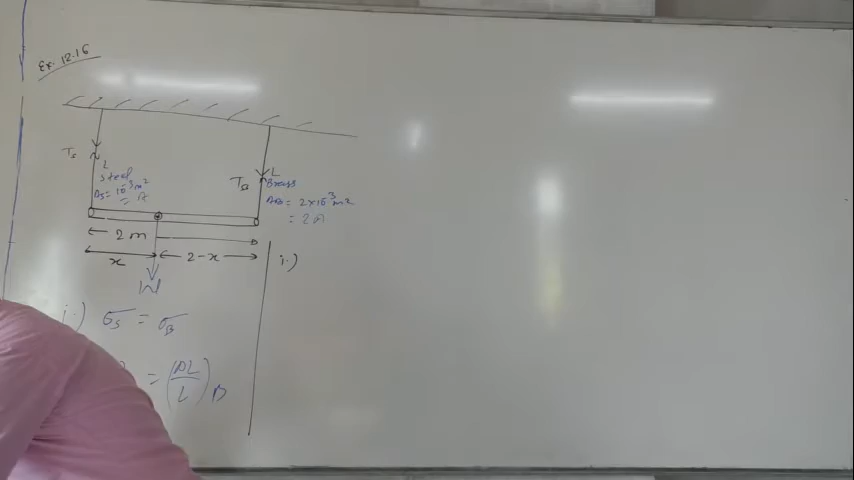 Ex. 12.16
Ts
L
Steel
As = 10⁻³ m²
= A
TB
L
Brass
AB = 2×10⁻³ m²
= 2A
2 m
x
2-x
W
i.)
i.) σs = σB
= (ΔL/L)B